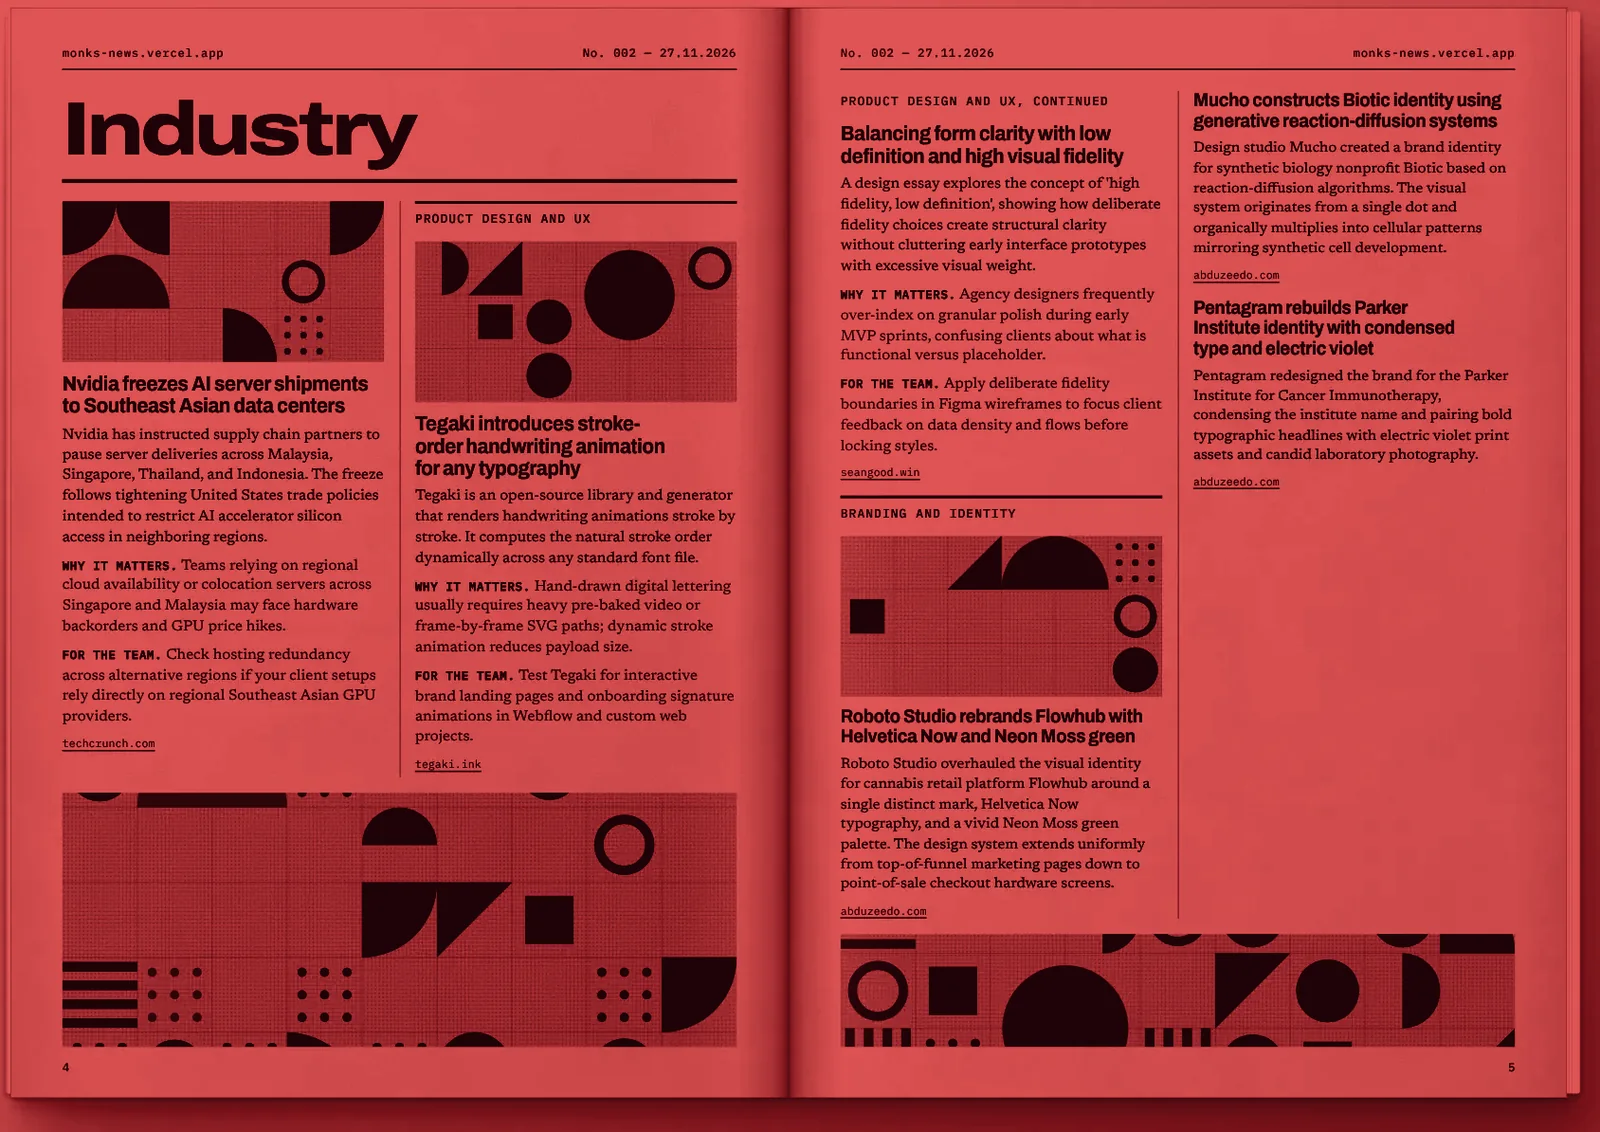 monks-news.vercel.app
No. 002 — 27.11.2026
Industry
Nvidia freezes AI server shipments
to Southeast Asian data centers
Nvidia has instructed supply chain partners to
pause server deliveries across Malaysia,
Singapore, Thailand, and Indonesia. The freeze
follows tightening United States trade policies
intended to restrict AI accelerator silicon
access in neighboring regions.
WHY IT MATTERS. Teams relying on regional
cloud availability or colocation servers across
Singapore and Malaysia may face hardware
backorders and GPU price hikes.
FOR THE TEAM. Check hosting redundancy
across alternative regions if your client setups
rely directly on regional Southeast Asian GPU
providers.
techcrunch.com
PRODUCT DESIGN AND UX
Tegaki introduces stroke-
order handwriting animation
for any typography
Tegaki is an open-source library and generator
that renders handwriting animations stroke by
stroke. It computes the natural stroke order
dynamically across any standard font file.
WHY IT MATTERS. Hand-drawn digital lettering
usually requires heavy pre-baked video or
frame-by-frame SVG paths; dynamic stroke
animation reduces payload size.
FOR THE TEAM. Test Tegaki for interactive
brand landing pages and onboarding signature
animations in Webflow and custom web
projects.
tegaki.ink
4
No. 002 — 27.11.2026
monks-news.vercel.app
PRODUCT DESIGN AND UX, CONTINUED
Balancing form clarity with low
definition and high visual fidelity
A design essay explores the concept of 'high
fidelity, low definition', showing how deliberate
fidelity choices create structural clarity
without cluttering early interface prototypes
with excessive visual weight.
WHY IT MATTERS. Agency designers frequently
over-index on granular polish during early
MVP sprints, confusing clients about what is
functional versus placeholder.
FOR THE TEAM. Apply deliberate fidelity
boundaries in Figma wireframes to focus client
feedback on data density and flows before
locking styles.
seangood.win
BRANDING AND IDENTITY
Roboto Studio rebrands Flowhub with
Helvetica Now and Neon Moss green
Roboto Studio overhauled the visual identity
for cannabis retail platform Flowhub around a
single distinct mark, Helvetica Now
typography, and a vivid Neon Moss green
palette. The design system extends uniformly
from top-of-funnel marketing pages down to
point-of-sale checkout hardware screens.
abduzeedo.com
Mucho constructs Biotic identity using
generative reaction-diffusion systems
Design studio Mucho created a brand identity
for synthetic biology nonprofit Biotic based on
reaction-diffusion algorithms. The visual
system originates from a single dot and
organically multiplies into cellular patterns
mirroring synthetic cell development.
abduzeedo.com
Pentagram rebuilds Parker
Institute identity with condensed
type and electric violet
Pentagram redesigned the brand for the Parker
Institute for Cancer Immunotherapy,
condensing the institute name and pairing bold
typographic headlines with electric violet print
assets and candid laboratory photography.
abduzeedo.com
5